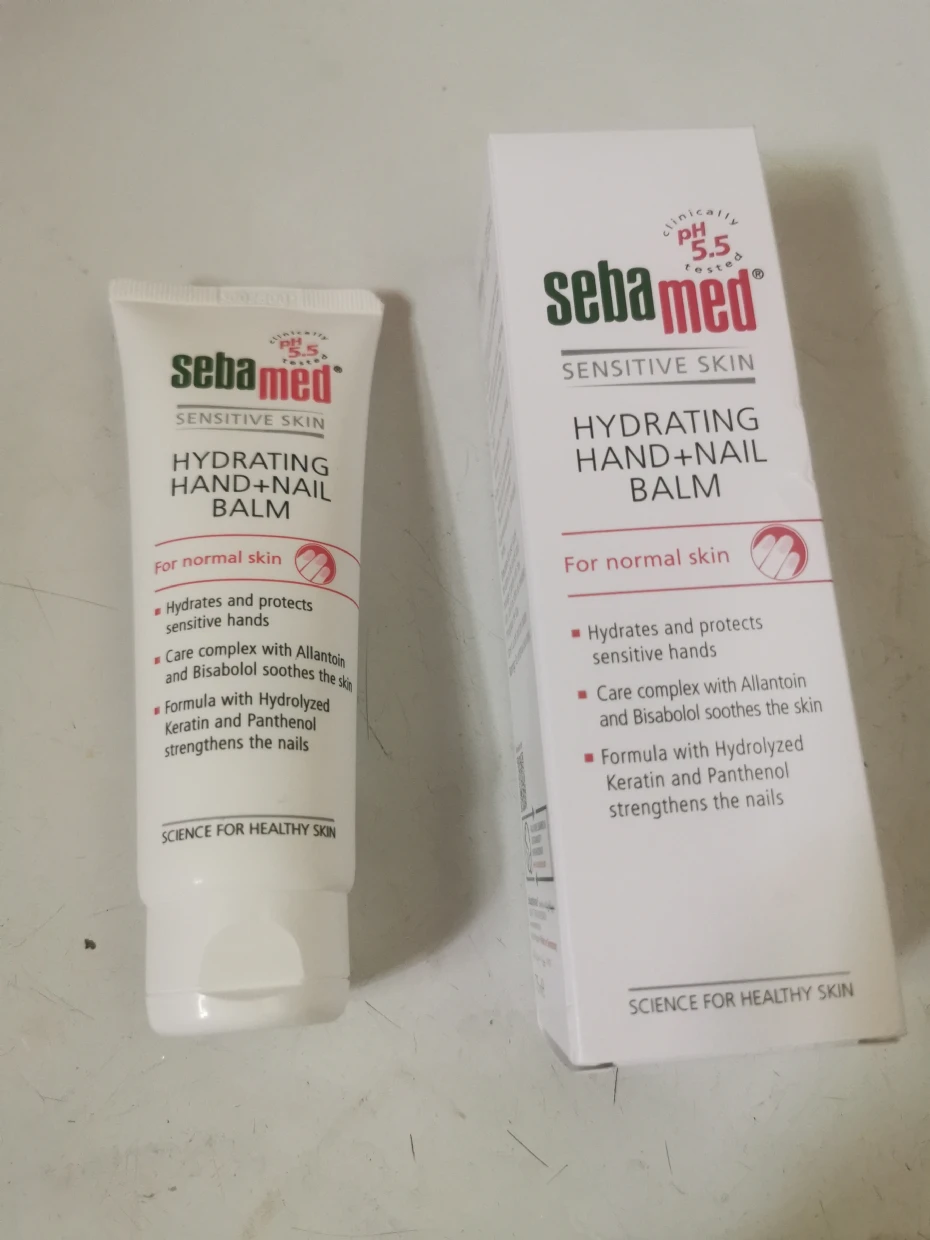 clinically
pH
5.5
tested
sebamed®
SENSITIVE SKIN
HYDRATING
HAND+NAIL
BALM
For normal skin
▪ Hydrates and protects
sensitive hands
▪ Care complex with Allantoin
and Bisabolol soothes the skin
▪ Formula with Hydrolyzed
Keratin and Panthenol
strengthens the nails
SCIENCE FOR HEALTHY SKIN
clinically
pH
5.5
tested
sebamed®
SENSITIVE SKIN
HYDRATING
HAND+NAIL
BALM
For normal skin
▪ Hydrates and protects
sensitive hands
▪ Care complex with Allantoin
and Bisabolol soothes the skin
▪ Formula with Hydrolyzed
Keratin and Panthenol
strengthens the nails
SCIENCE FOR HEALTHY SKIN